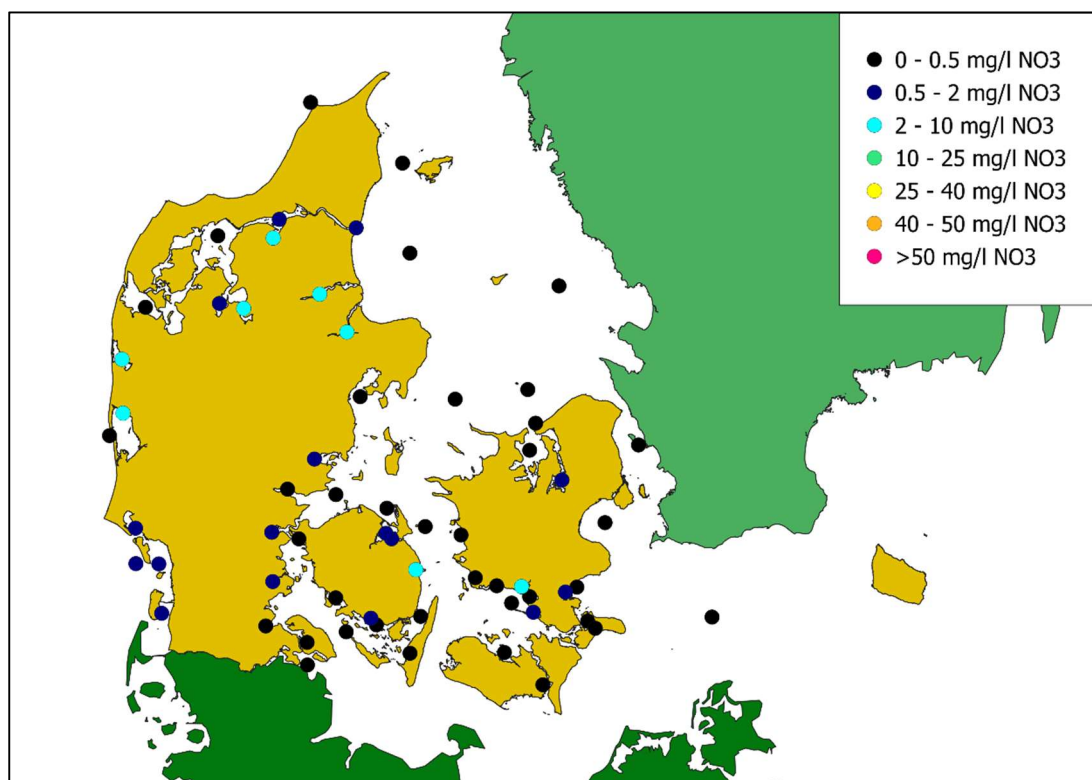 0 - 0.5 mg/l NO3
0.5 - 2 mg/l NO3
2 - 10 mg/l NO3
10 - 25 mg/l NO3
25 - 40 mg/l NO3
40 - 50 mg/l NO3
>50 mg/l NO3